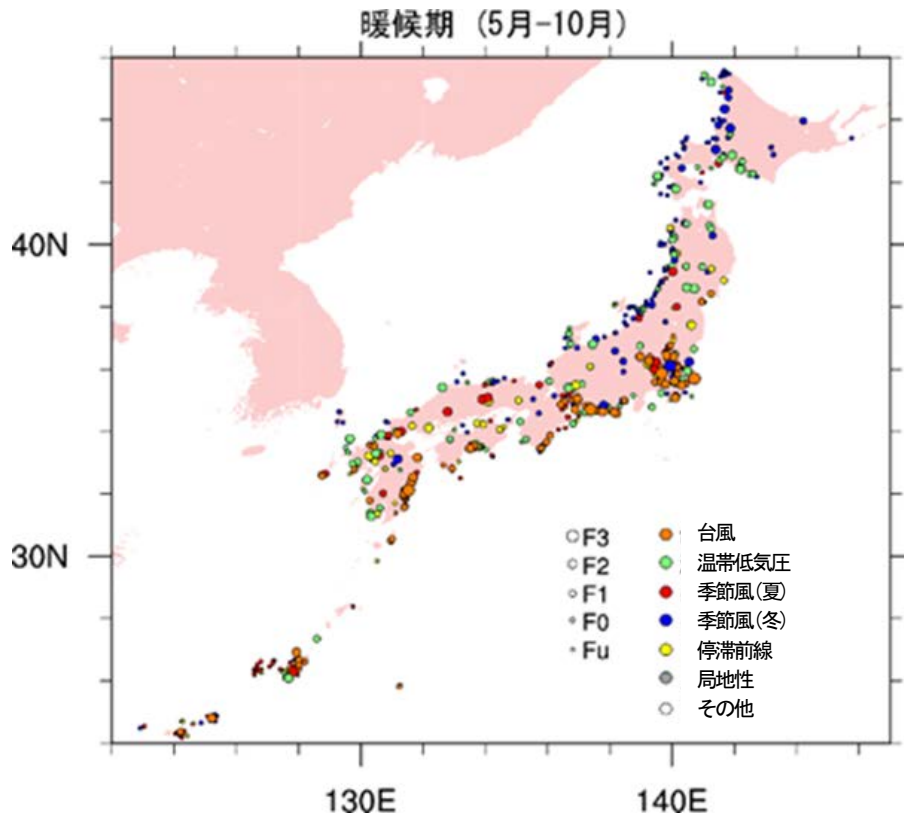 暖候期 (5月-10月)
40N
30N
130E
140E
F3
F2
F1
F0
Fu
台風
温帯低気圧
季節風(夏)
季節風(冬)
停滞前線
局地性
その他